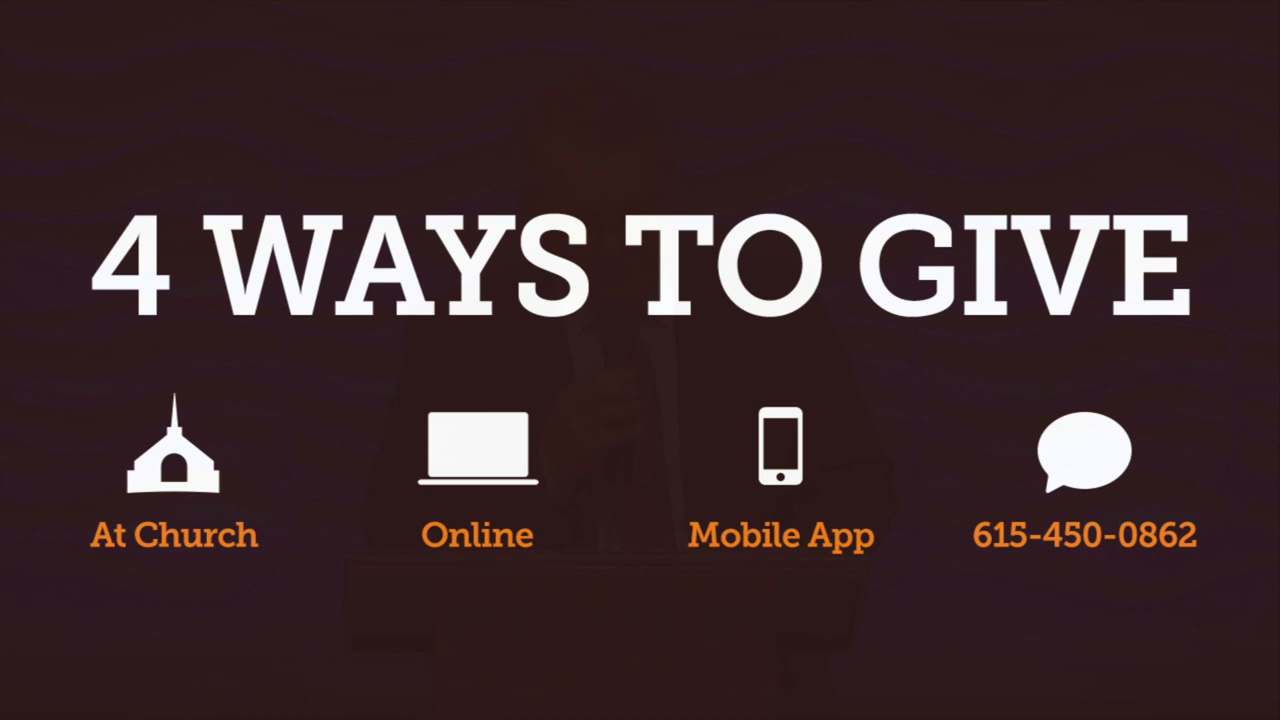 4 WAYS TO GIVE
At Church
Online
Mobile App
615-450-0862